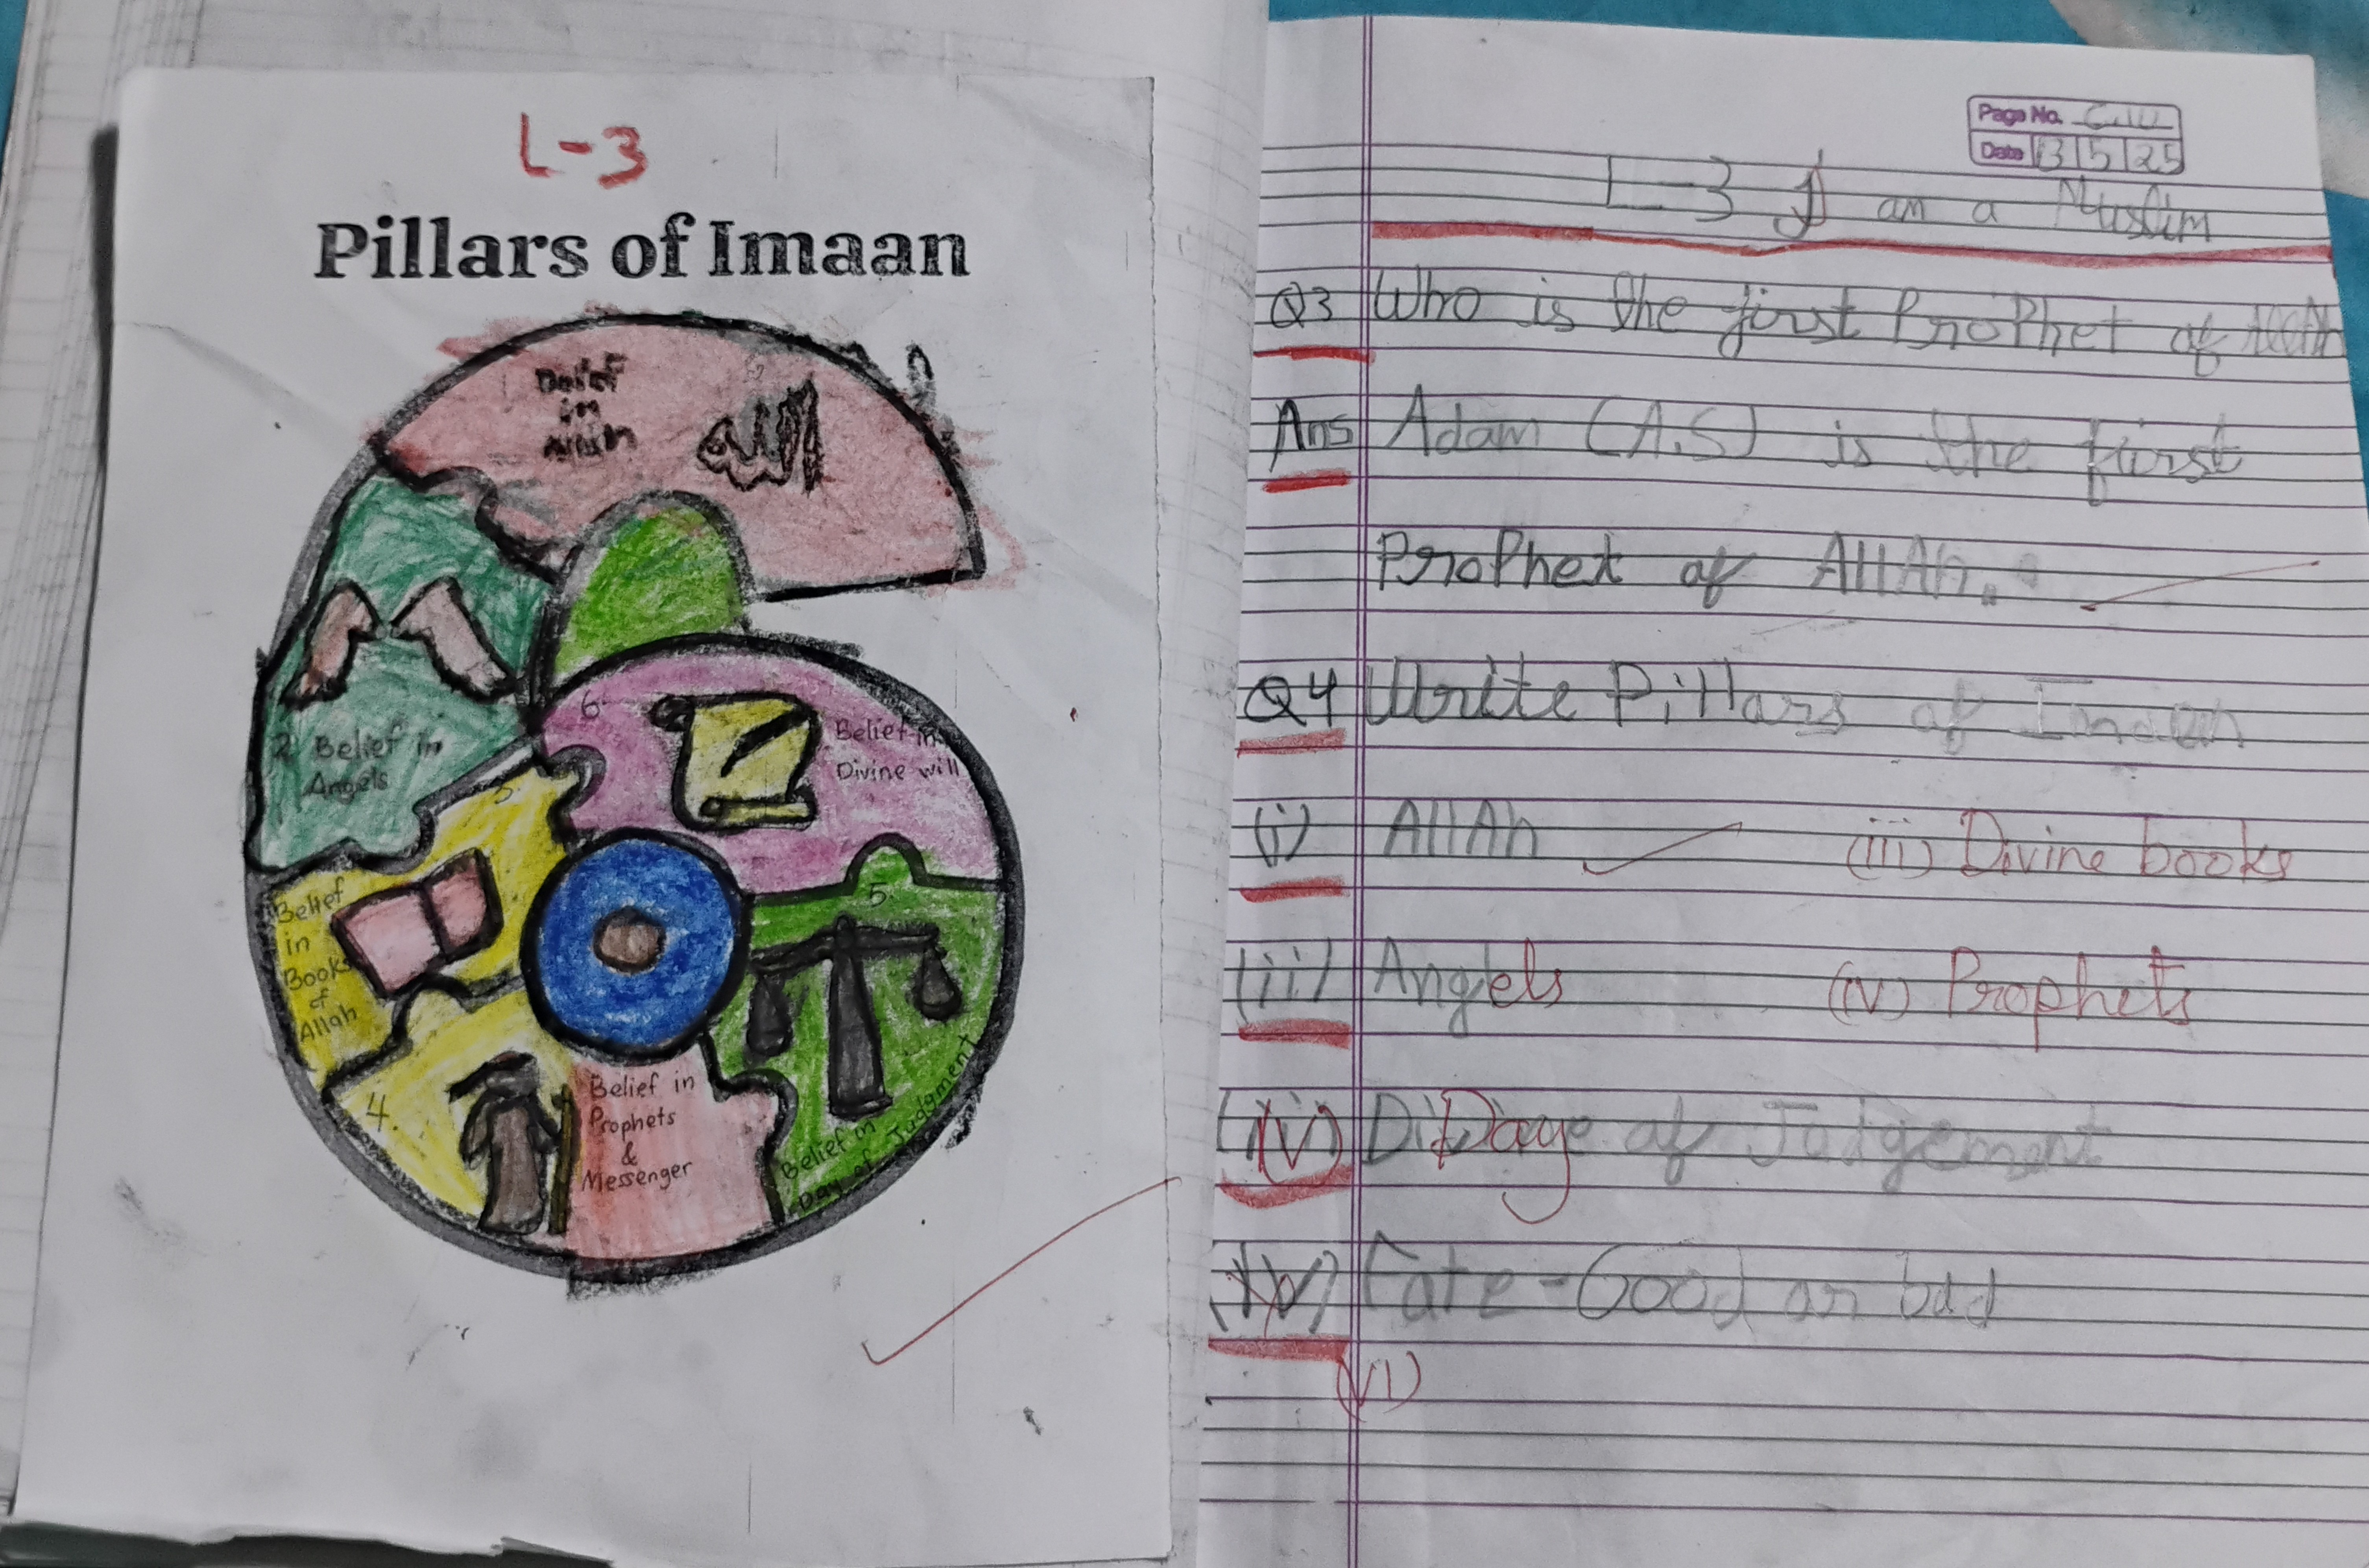 L-3
Pillars of Imaan
Belief
in
Allah
الله
2 Belief in
Angels
3.
Belief
in
Books
of
Allah
4.
Belief in
Prophets
&
Messenger
5
Belief in
Day of Judgment
6-
Belief in
Divine will
Page No. C.W
Date 13 5 25
L-3 I am a Muslim
Q3 Who is the first Prophet of AllAh
Ans Adam (A.S) is the first
Prophet of AllAh.
Q4 Write Pillars of Imaan
(i) AllAh (iii) Divine books
(ii) Angels (iv) Prophets
(v) Day of Judgement
Fate - Good or bad
(VI)